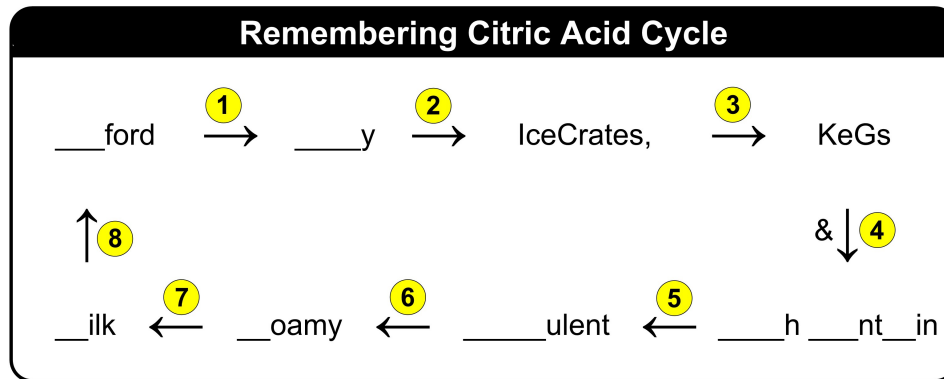 Remembering Citric Acid Cycle
1 2 3
___ford → ____y → IceCrates, → KeGs
↑ 8 & ↓ 4
7 6 5
__ilk ← __oamy ← _____ulent ← ____h ___nt__in